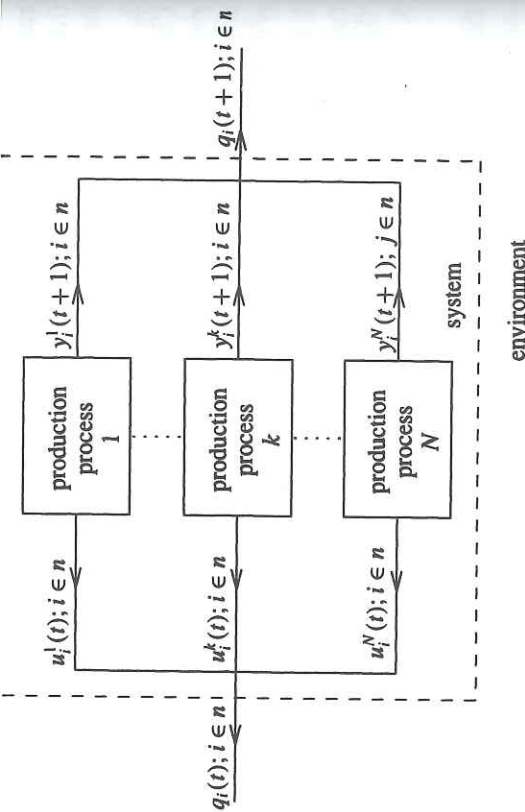 u_i^1(t); i ∈ n
production
process
1
y_i^1(t + 1); i ∈ n
q_i(t); i ∈ n
u_i^k(t); i ∈ n
production
process
k
y_i^k(t + 1); i ∈ n
q_i(t + 1); i ∈ n
u_i^N(t); i ∈ n
production
process
N
y_i^N(t + 1); j ∈ n
system
environment